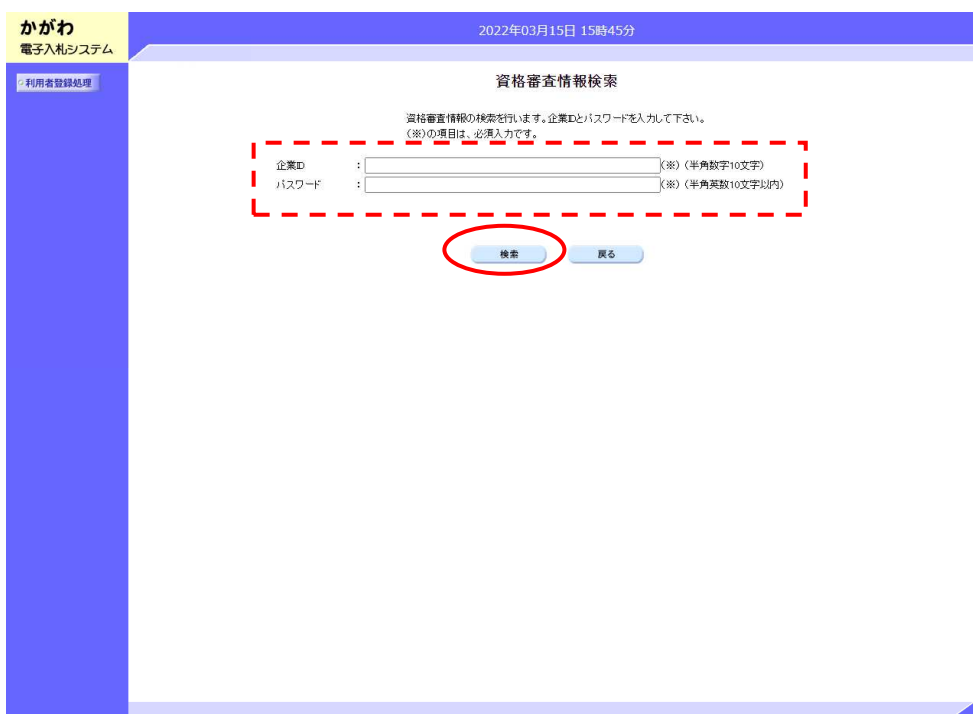 かがわ
電子入札システム
2022年03月15日 15時45分
利用者登録処理
資格審査情報検索
資格審査情報の検索を行います。企業IDとパスワードを入力して下さい。
(※)の項目は、必須入力です。
企業ID : (※)(半角数字10文字)
パスワード : (※)(半角英数10文字以内)
検索 戻る